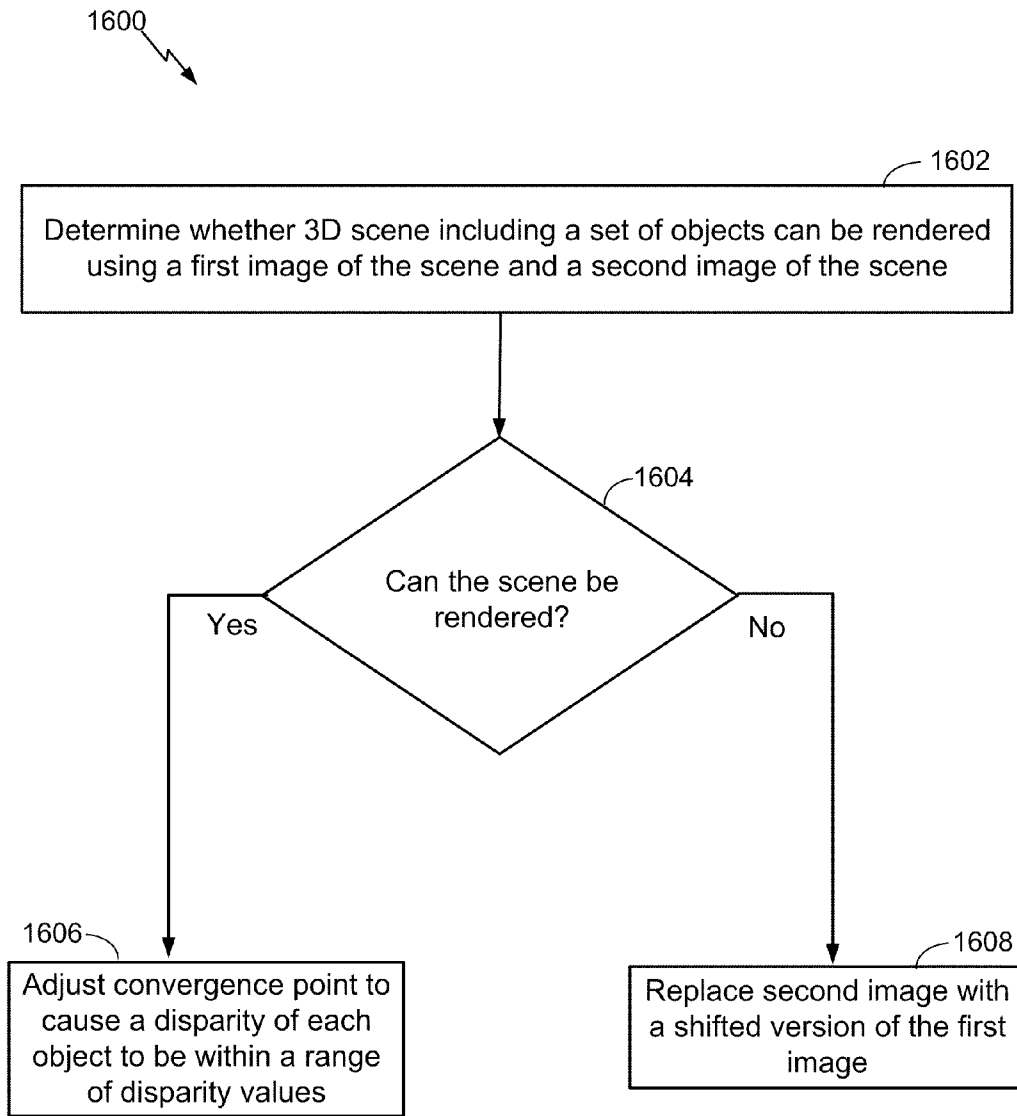 1600
1602
Determine whether 3D scene including a set of objects can be rendered
using a first image of the scene and a second image of the scene
1604
Can the scene be
rendered?
Yes
No
1606
Adjust convergence point to
cause a disparity of each
object to be within a range
of disparity values
1608
Replace second image with
a shifted version of the first
image